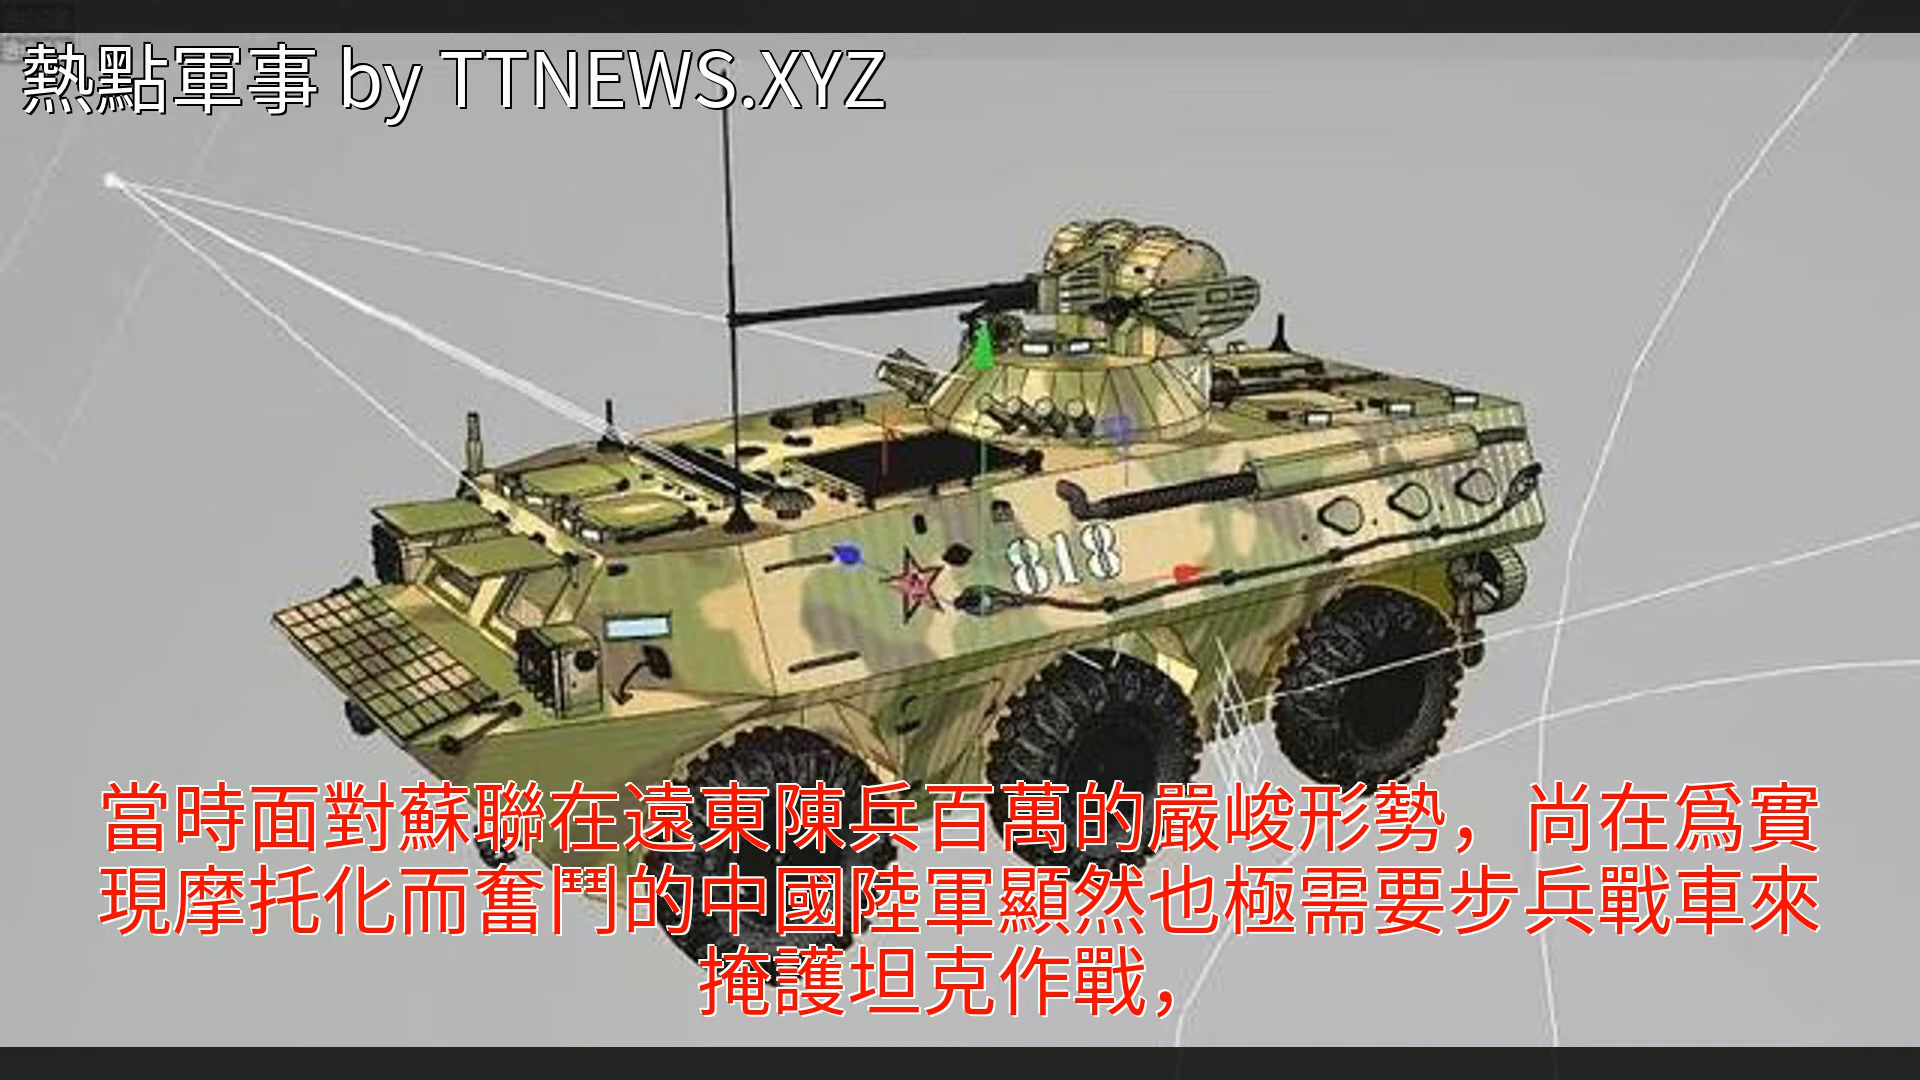 熱點軍事 by TTNEWS.XYZ
818
當時面對蘇聯在遠東陳兵百萬的嚴峻形勢，尚在爲實
現摩托化而奮鬥的中國陸軍顯然也極需要步兵戰車來
掩護坦克作戰，